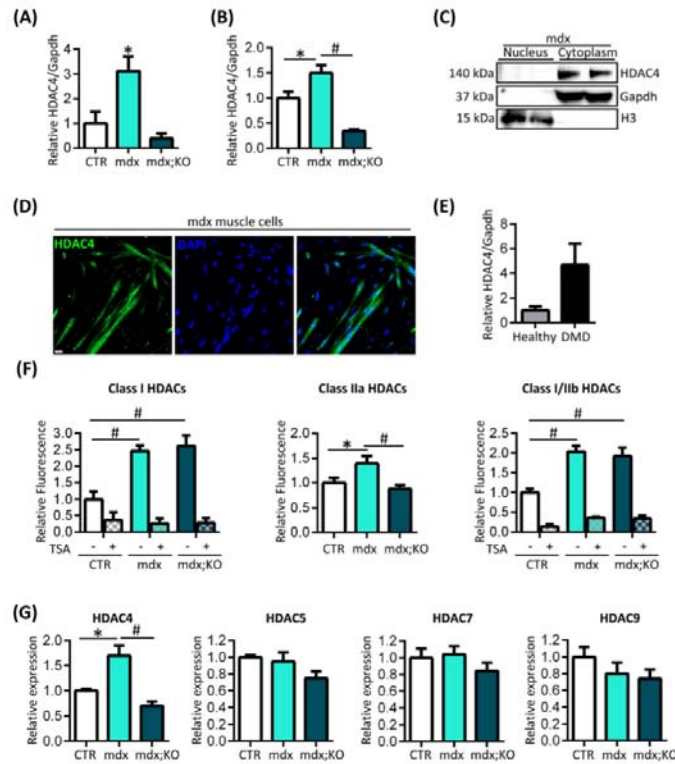 (A)
Relative HDAC4/Gapdh
5
4
3
2
1
0
*
CTR mdx mdx;KO
(B)
Relative HDAC4/Gapdh
2.0
1.5
1.0
0.5
0.0
* #
CTR mdx mdx;KO
(C)
mdx
Nucleus Cytoplasm
140 kDa HDAC4
37 kDa Gapdh
15 kDa H3
(D)
mdx muscle cells
HDAC4 DAPI
(E)
Relative HDAC4/Gapdh
8
6
4
2
0
Healthy DMD
(F)
Class I HDACs
Relative Fluorescence
3.0
2.5
2.0
1.5
1.0
0.5
0.0
#
#
TSA - + - + - +
CTR mdx mdx;KO
Class IIa HDACs
Relative Fluorescence
2.0
1.5
1.0
0.5
0.0
* #
CTR mdx mdx;KO
Class I/IIb HDACs
Relative Fluorescence
2.5
2.0
1.5
1.0
0.5
0.0
#
#
TSA - + - + - +
CTR mdx mdx;KO
(G)
HDAC4
Relative expression
2.0
1.5
1.0
0.5
0.0
* #
CTR mdx mdx;KO
HDAC5
Relative expression
1.2
1.0
0.8
0.6
0.4
0.2
CTR mdx mdx;KO
HDAC7
Relative expression
1.2
1.0
0.8
0.6
0.4
0.2
CTR mdx mdx;KO
HDAC9
Relative expression
1.2
1.0
0.8
0.6
0.4
0.2
CTR mdx mdx;KO